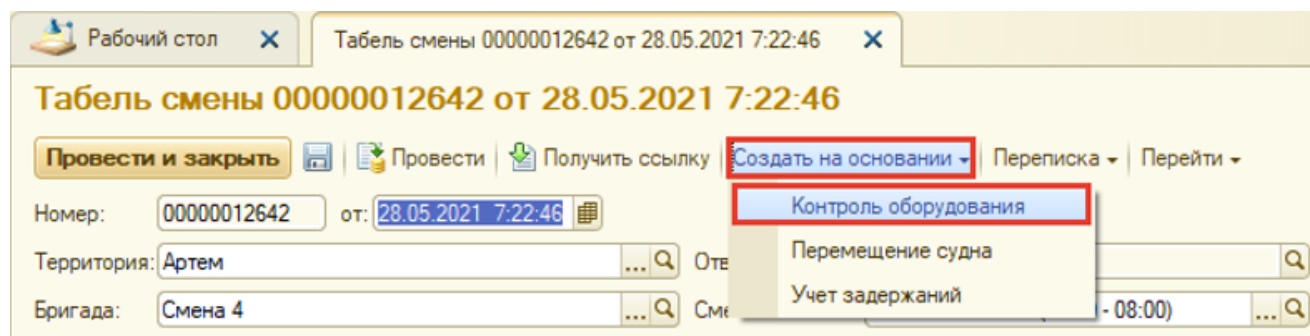 Рабочий стол
Табель смены 00000012642 от 28.05.2021 7:22:46
Табель смены 00000012642 от 28.05.2021 7:22:46
Провести и закрыть Провести Получить ссылку Создать на основании Переписка Перейти
Номер: 00000012642 от: 28.05.2021 7:22:46
Контроль оборудования
Территория: Артем ... Отв
Перемещение судна
Бригада: Смена 4 ... Сме - 08:00) ...
Учет задержаний